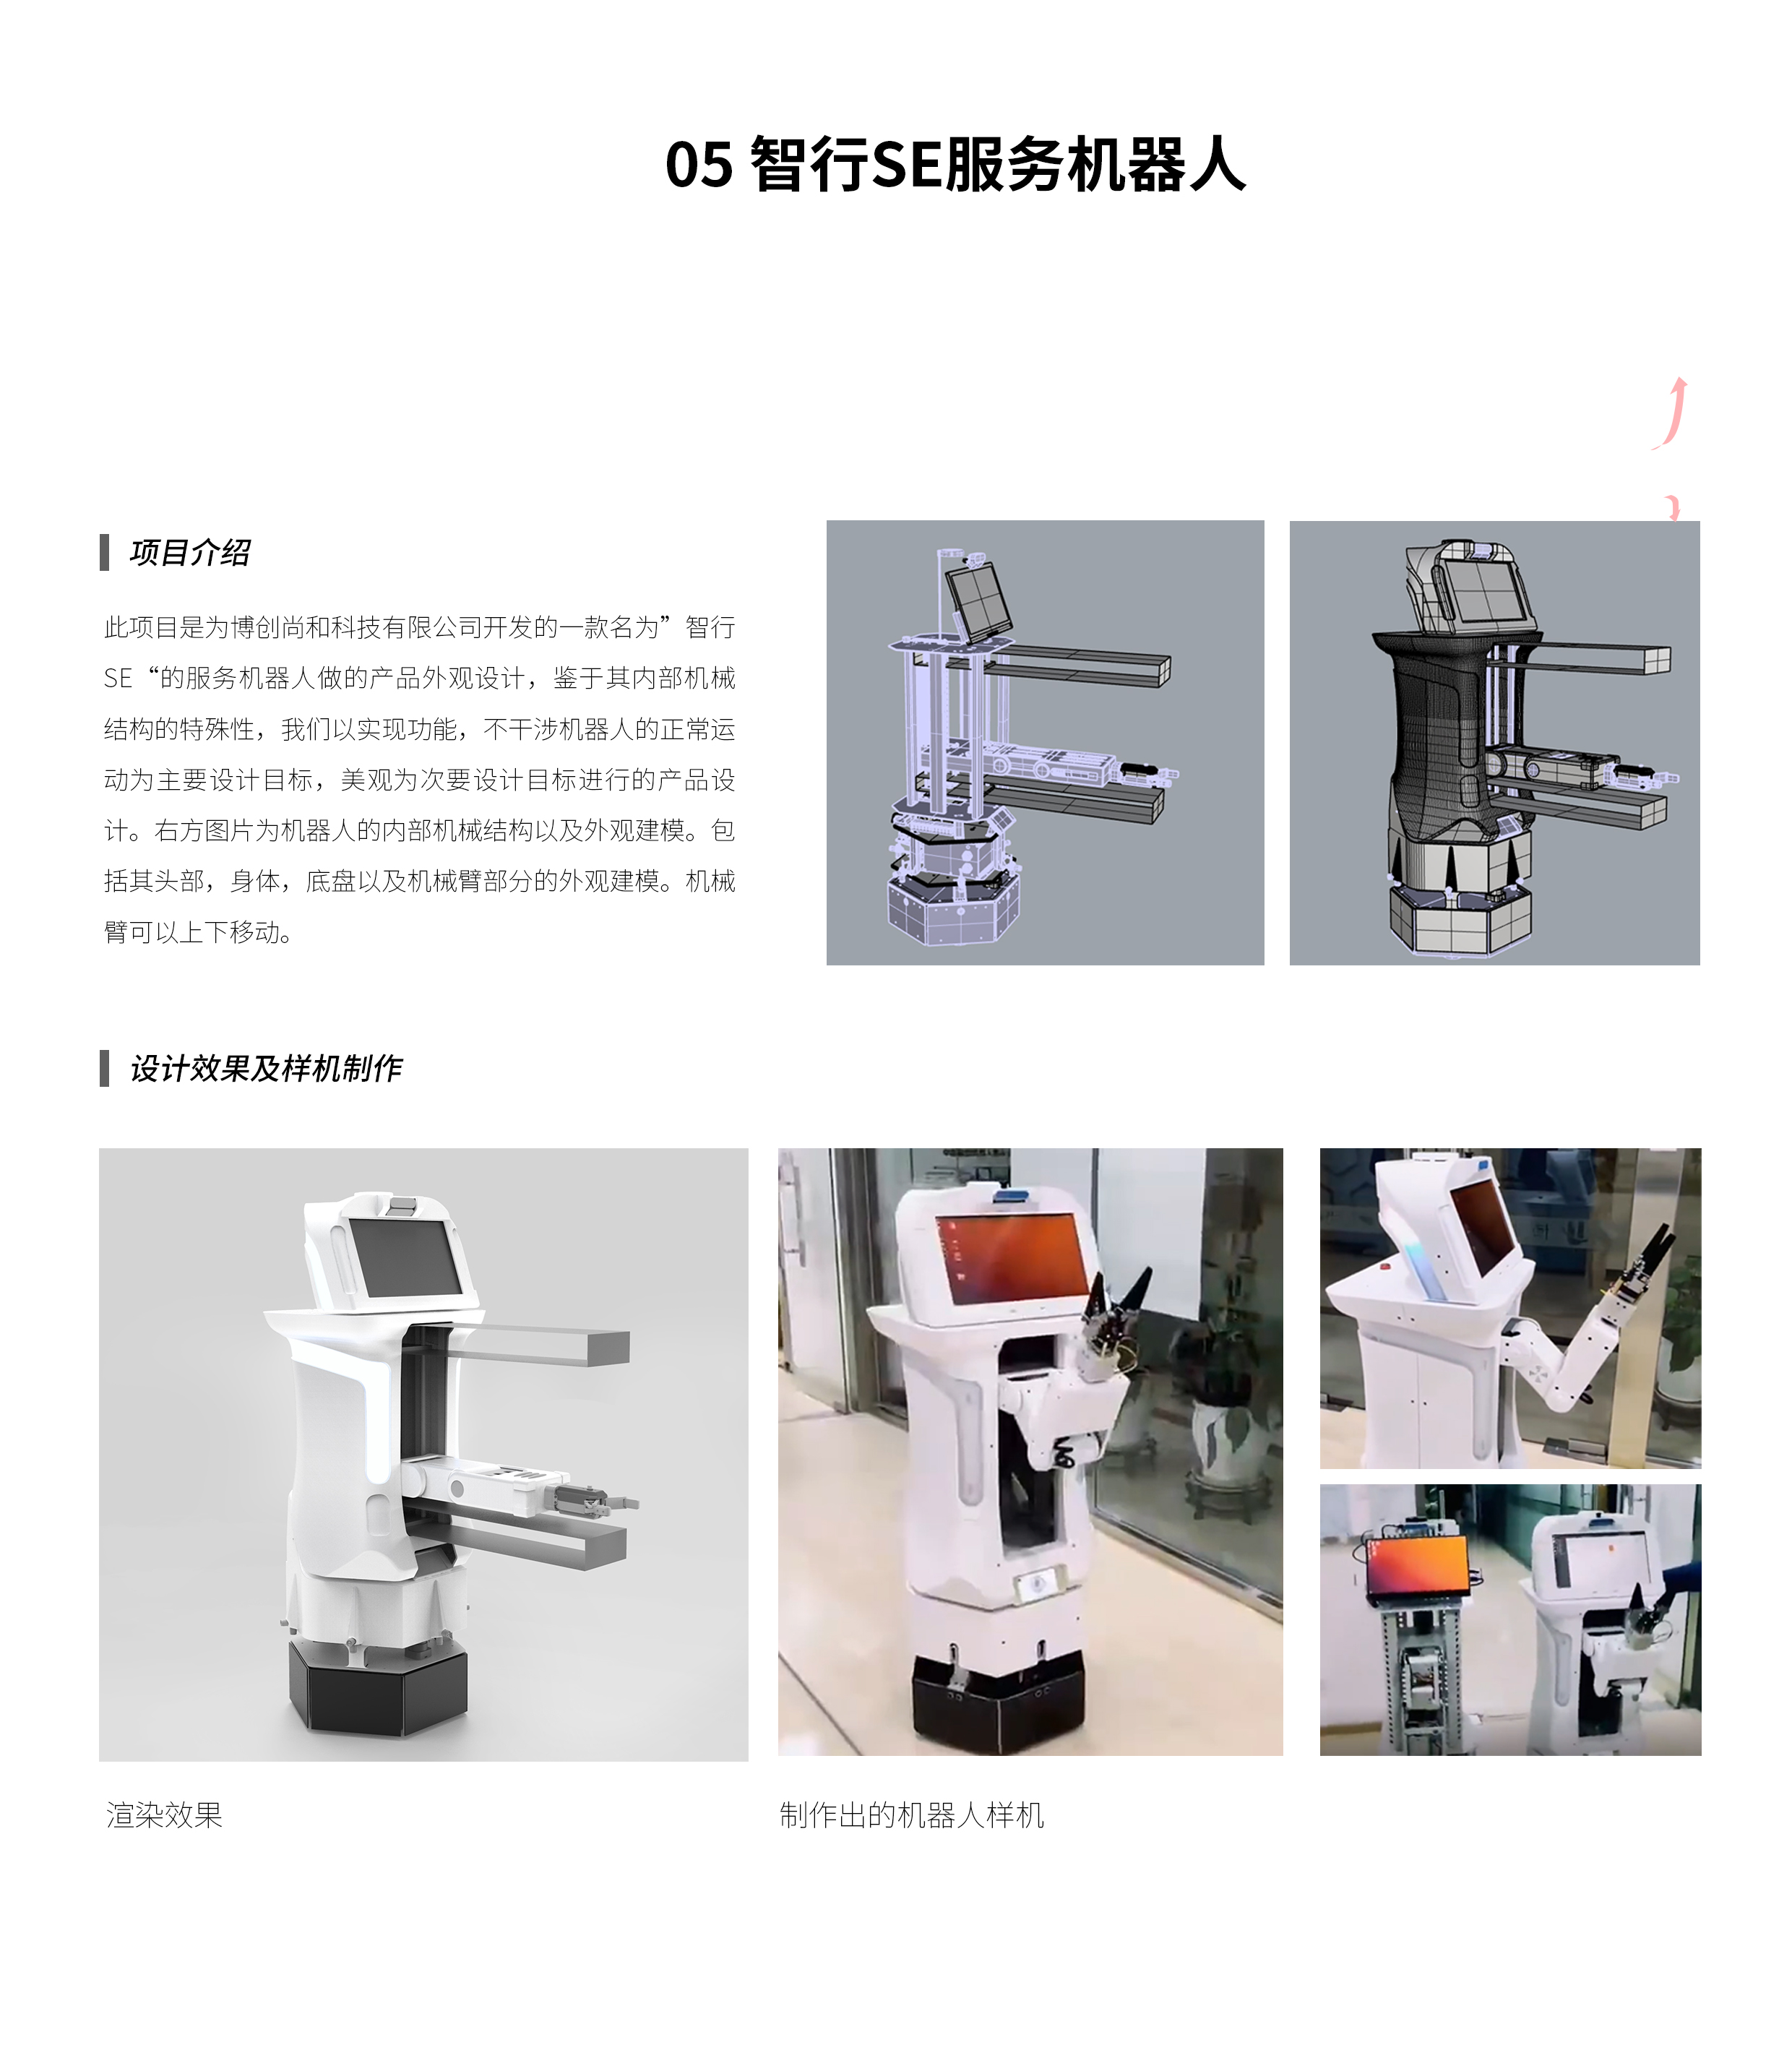 05 智行SE服务机器人
项目介绍
此项目是为博创尚和科技有限公司开发的一款名为”智行
SE“的服务机器人做的产品外观设计，鉴于其内部机械
结构的特殊性，我们以实现功能，不干涉机器人的正常运
动为主要设计目标，美观为次要设计目标进行的产品设
计。右方图片为机器人的内部机械结构以及外观建模。包
括其头部，身体，底盘以及机械臂部分的外观建模。机械
臂可以上下移动。
设计效果及样机制作
渲染效果
制作出的机器人样机